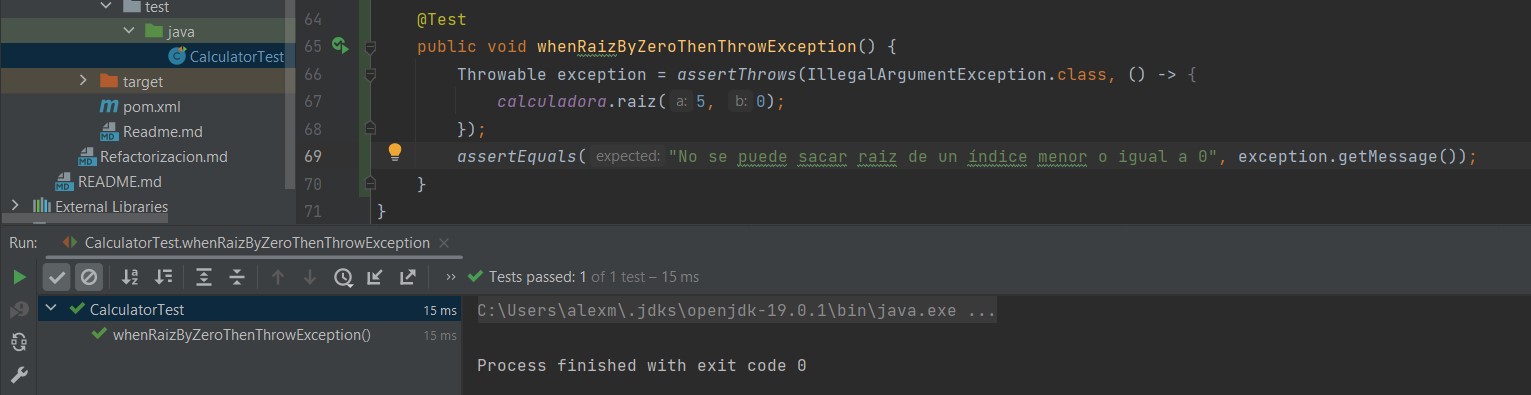 test
java
CalculatorTest
target
pom.xml
Readme.md
Refactorizacion.md
README.md
External Libraries
64 @Test
65 public void whenRaizByZeroThenThrowException() {
66 Throwable exception = assertThrows(IllegalArgumentException.class, () -> {
67 calculadora.raiz( a: 5, b: 0);
68 });
69 assertEquals( expected: "No se puede sacar raiz de un índice menor o igual a 0", exception.getMessage());
70 }
71 }
Run: CalculatorTest.whenRaizByZeroThenThrowException
Tests passed: 1 of 1 test – 15 ms
CalculatorTest 15 ms
whenRaizByZeroThenThrowException() 15 ms
C:\Users\alexm\.jdks\openjdk-19.0.1\bin\java.exe ...
Process finished with exit code 0